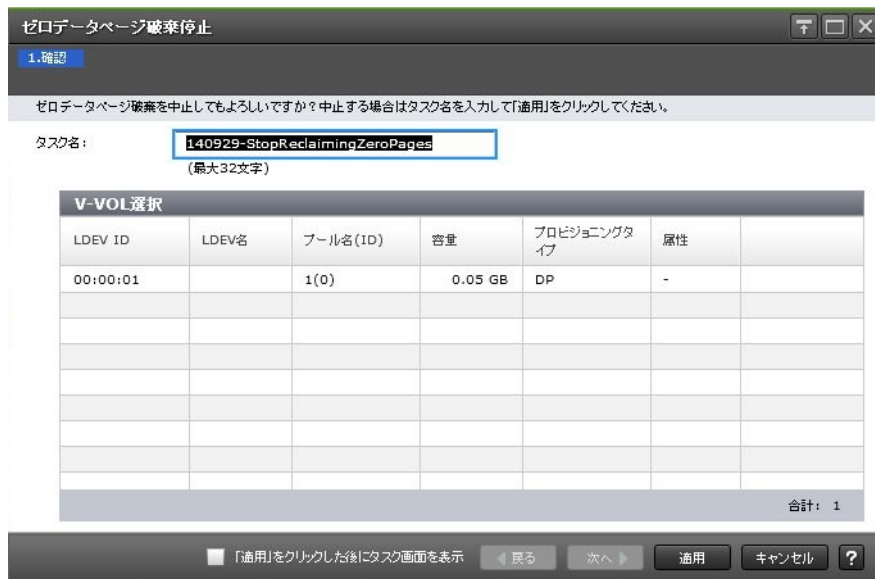 ゼロデータページ破棄停止
1.確認
ゼロデータページ破棄を中止してもよろしいですか？中止する場合はタスク名を入力して「適用」をクリックしてください。
タスク名：
140929-StopReclaimingZeroPages
(最大32文字)
V-VOL選択
LDEV ID LDEV名 プール名(ID) 容量 プロビジョニングタイプ 属性
00:00:01 1(0) 0.05 GB DP -
合計： 1
「適用」をクリックした後にタスク画面を表示 戻る 次へ 適用 キャンセル ?